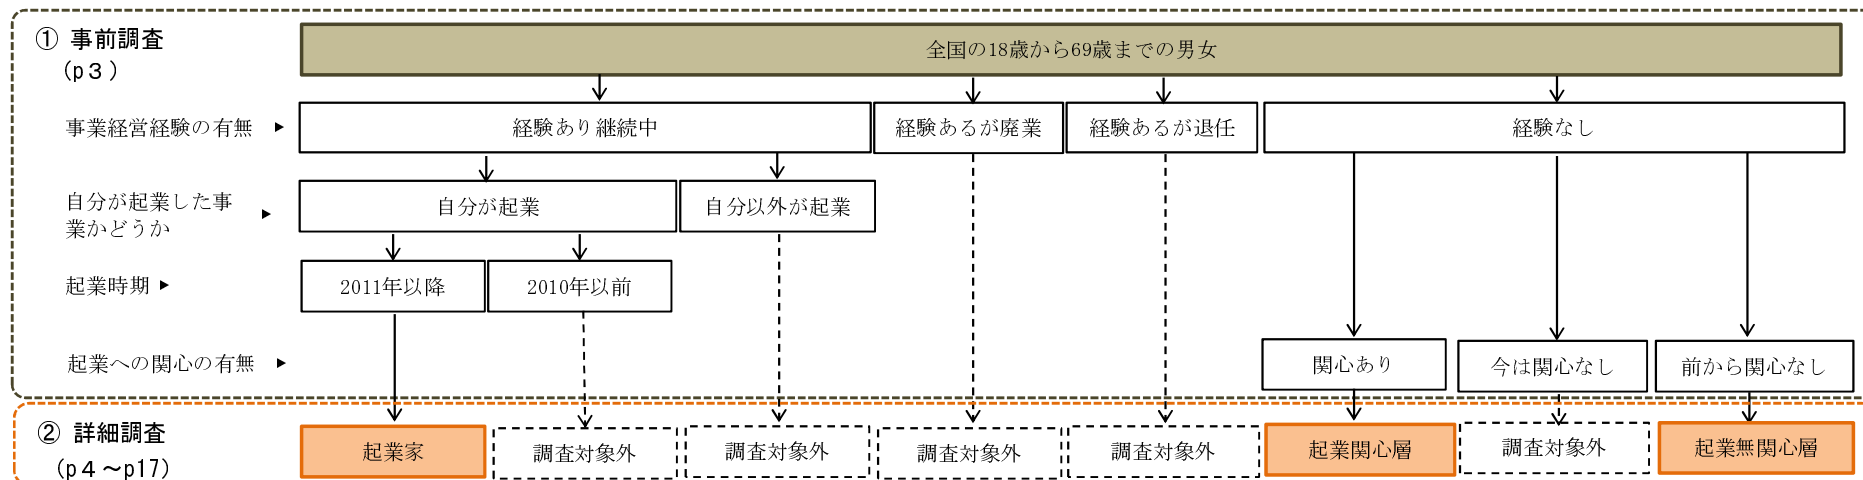 ① 事前調査
(p3)
全国の18歳から69歳までの男女
事業経営経験の有無
経験あり継続中
経験あるが廃業
経験あるが退任
経験なし
自分が起業した事
業かどうか
自分が起業
自分以外が起業
起業時期
2011年以降
2010年以前
起業への関心の有無
関心あり
今は関心なし
前から関心なし
② 詳細調査
(p4~p17)
起業家
調査対象外
調査対象外
調査対象外
調査対象外
起業関心層
調査対象外
起業無関心層